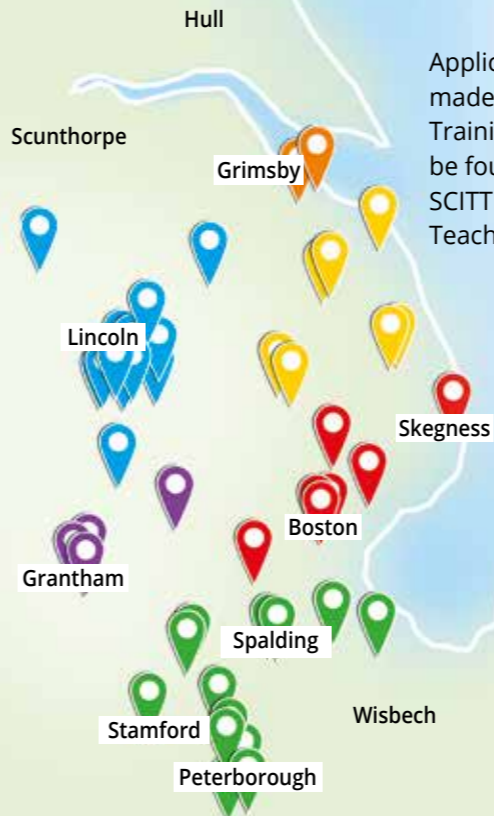 Hull
Applic
made
Traini
be fou
SCITT
Teach
Scunthorpe
Grimsby
Lincoln
Skegness
Boston
Grantham
Spalding
Wisbech
Stamford
Peterborough